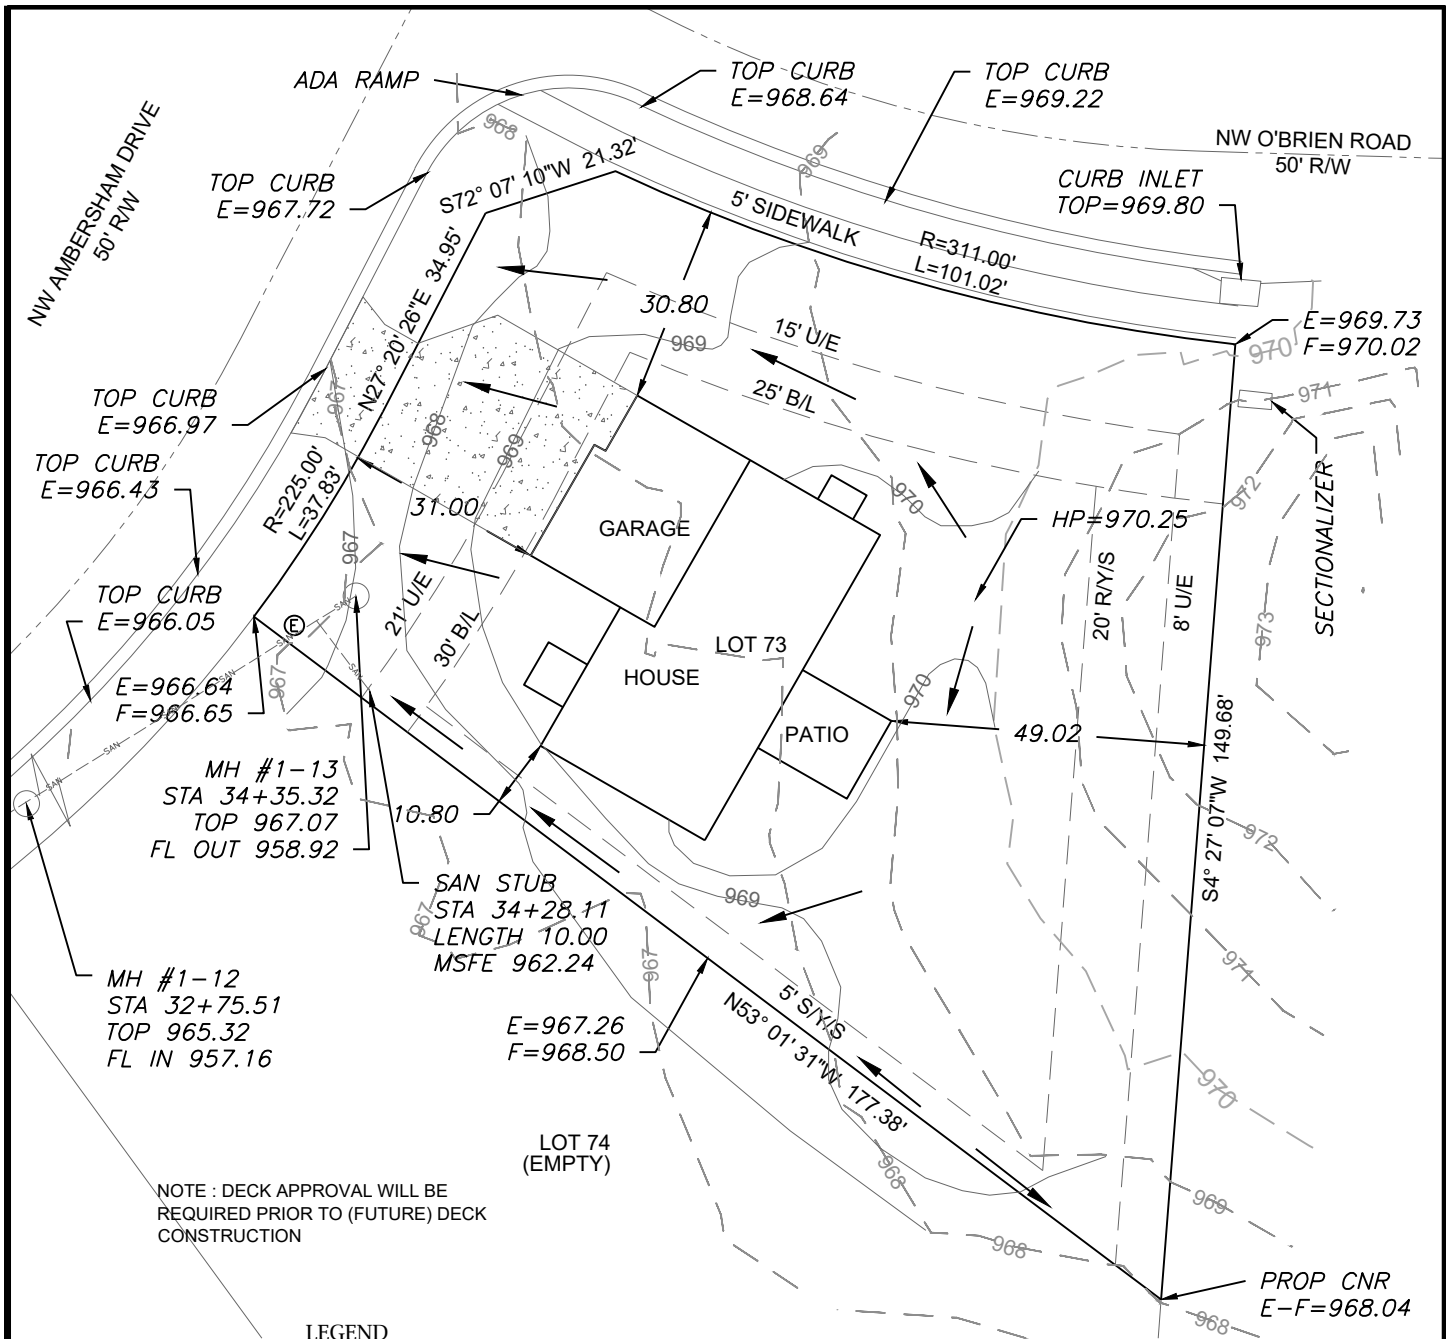 ADA RAMP
TOP CURB
E=968.64
TOP CURB
E=969.22
NW O'BRIEN ROAD
50' R/W
NW AMBERSHAM DRIVE
50' R/W
968
969
S72° 07' 10"W 21.32'
TOP CURB
E=967.72
CURB INLET
TOP=969.80
5' SIDEWALK
R=311.00'
L=101.02'
N27° 20' 26"E 34.95'
30.80
E=969.73
F=970.02
15' U/E
969
970
25' B/L
971
TOP CURB
E=966.97
967
968
969
TOP CURB
E=966.43
R=225.00'
L=37.83'
31.00
GARAGE
970
HP=970.25
972
SECTIONALIZER
967
TOP CURB
E=966.05
E
21' U/E
30' B/L
20' R/Y/S
8' U/E
973
LOT 73
HOUSE
SAN
SAN
SAN
SAN
SAN
SAN
967
970
E=966.64
F=966.65
PATIO
49.02
S4° 27' 07"W 149.68'
MH #1-13
STA 34+35.32
TOP 967.07
FL OUT 958.92
10.80
972
SAN STUB
STA 34+28.11
LENGTH 10.00
MSFE 962.24
969
967
967
971
MH #1-12
STA 32+75.51
TOP 965.32
FL IN 957.16
5' S/Y/S
N53° 01' 31"W 177.38'
E=967.26
F=968.50
970
LOT 74
(EMPTY)
968
969
NOTE : DECK APPROVAL WILL BE
REQUIRED PRIOR TO (FUTURE) DECK
CONSTRUCTION
968
PROP CNR
E-F=968.04
968
LEGEND